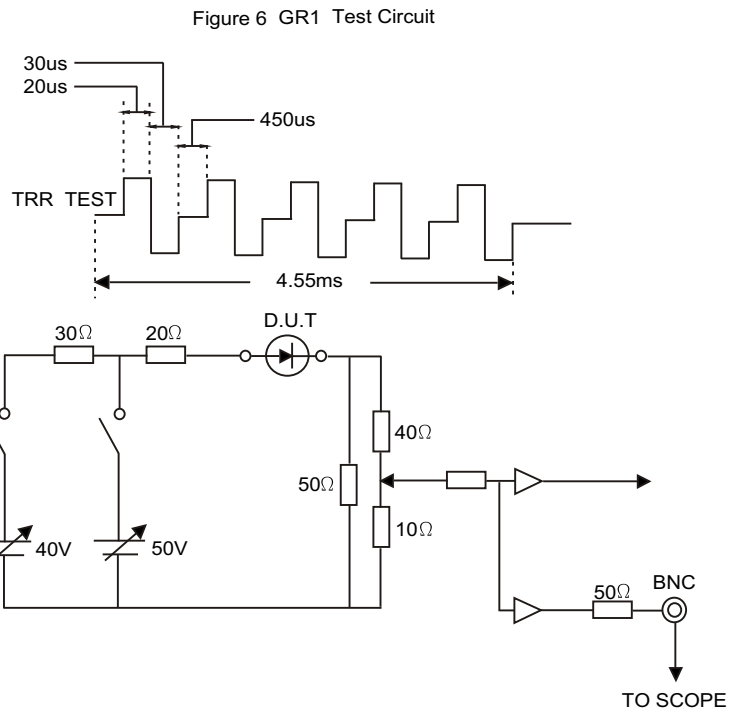 Figure 6 GR1 Test Circuit
30us
20us
450us
TRR TEST
4.55ms
30Ω
20Ω
D.U.T
40Ω
50Ω
10Ω
40V
50V
50Ω
BNC
TO SCOPE